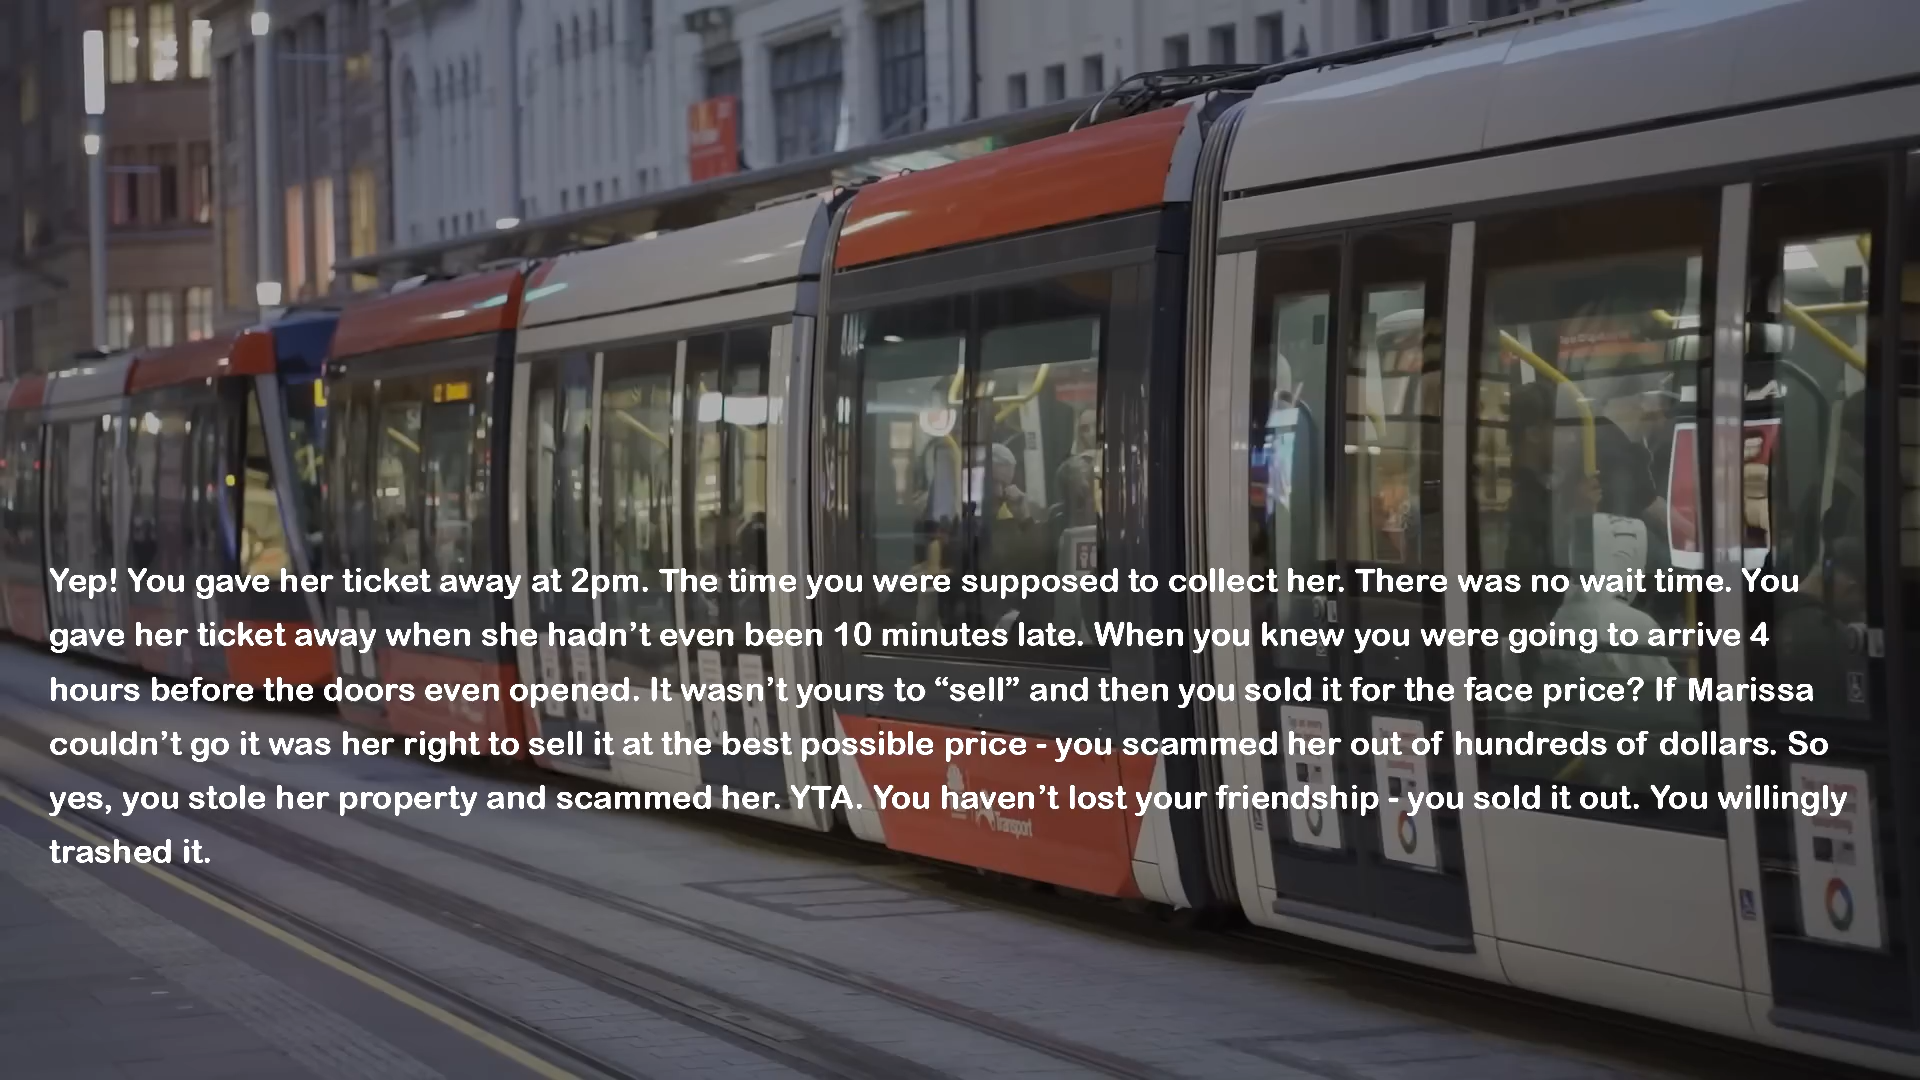 Yep! You gave her ticket away at 2pm. The time you were supposed to collect her. There was no wait time. You
gave her ticket away when she hadn’t even been 10 minutes late. When you knew you were going to arrive 4
hours before the doors even opened. It wasn’t yours to “sell” and then you sold it for the face price? If Marissa
couldn’t go it was her right to sell it at the best possible price - you scammed her out of hundreds of dollars. So
yes, you stole her property and scammed her. YTA. You haven’t lost your friendship - you sold it out. You willingly
trashed it.
Transport